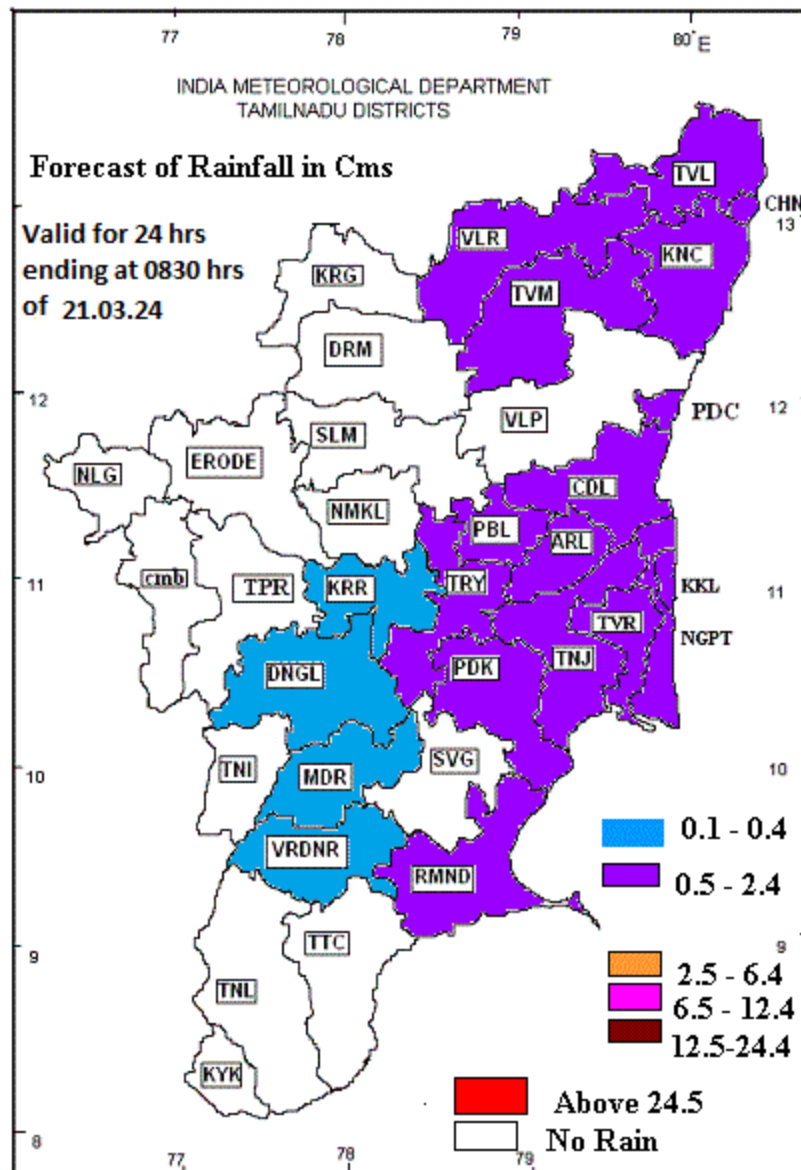 77 78 79 80°E
INDIA METEOROLOGICAL DEPARTMENT
TAMILNADU DISTRICTS
Forecast of Rainfall in Cms
TVL
CHN
13
Valid for 24 hrs
ending at 0830 hrs
of 21.03.24
VLR
KNC
KRG
TVM
DRM
12
12
PDC
VLP
SLM
ERODE
NLG
CDL
NMKL
PBL
ARL
11
cmb
TPR
KRR
TRY
KKL
11
TVR
NGPT
DNGL
PDK
TNJ
10
TNI
MDR
SVG
10
0.1 - 0.4
VRDNR
RMND
0.5 - 2.4
9
TTC
9
2.5 - 6.4
TNL
6.5 - 12.4
12.5-24.4
KYK
Above 24.5
8
No Rain
77 78 79